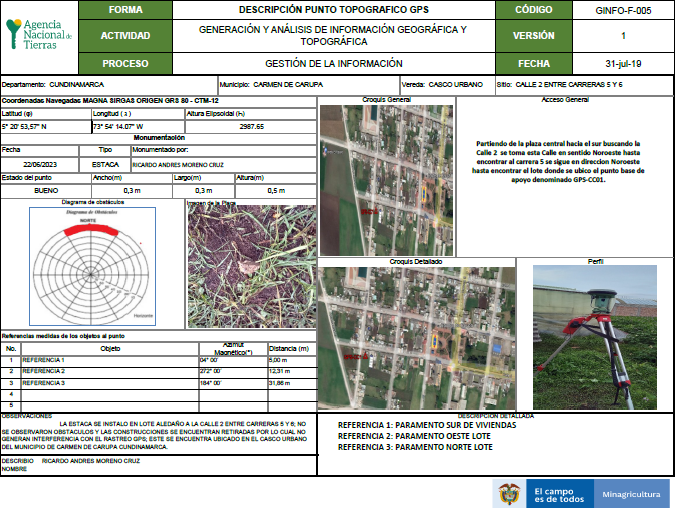 Agencia
Nacional de
Tierras
FORMA
DESCRIPCIÓN PUNTO TOPOGRAFICO GPS
CÓDIGO
GINFO-F-005
ACTIVIDAD
GENERACIÓN Y ANÁLISIS DE INFORMACIÓN GEOGRÁFICA Y
TOPOGRÁFICA
VERSIÓN
1
PROCESO
GESTIÓN DE LA INFORMACIÓN
FECHA
31-jul-19
Departamento: CUNDINAMARCA
Municipio: CARMEN DE CARUPA
Vereda: CASCO URBANO
Sitio: CALLE 2 ENTRE CARRERAS 5 Y 6
Coordenadas Navegadas MAGNA SIRGAS ORIGEN GRS 80 - CTM-12
Latitud (φ)
Longitud ( λ )
Altura Elipsoidal (h)
5° 20' 53,57" N
73° 54' 14.07" W
2987.65
Monumentación
Fecha
Tipo
Monumentado por:
22/06/2023
ESTACA
RICARDO ANDRES MORENO CRUZ
Estado del punto
Ancho(m)
Largo(m)
Altura(m)
BUENO
0,3 m
0,3 m
0,5 m
Diagrama de obstáculos
Imagen de la Placa
Diagrama de Obstáculos
NORTE
Horizonte
Croquis General
Acceso General
Partiendo de la plaza central hacia el sur buscando la
Calle 2 se toma esta Calle en sentido Noroeste hasta
encontrar al carrera 5 se sigue en direccion Noroeste
hasta encontrar el lote donde se ubico el punto base de
apoyo denominado GPS-CC01.
Croquis Detallado
Perfil
Referencias medidas de los objetos al punto
No.
Objeto
Azimut
Magnético(°)
Distancia (m)
1
REFERENCIA 1
04° 00'
5,00 m
2
REFERENCIA 2
272° 00'
12,31 m
3
REFERENCIA 3
184° 00'
31,86 m
4
5
OBSERVACIONES
LA ESTACA SE INSTALO EN LOTE ALEDAÑO A LA CALLE 2 ENTRE CARRERAS 5 Y 6; NO
SE OBSERVARON OBSTACULOS Y LAS CONSTRUCCIONES SE ENCUENTRAN RETIRADAS POR LO CUAL NO
GENERAN INTERFERENCIA CON EL RASTREO GPS; ESTE SE ENCUENTRA UBICADO EN EL CASCO URBANO
DEL MUNICIPIO DE CARMEN DE CARUPA CUNDINAMARCA.
DESCRIBIO
RICARDO ANDRES MORENO CRUZ
NOMBRE
DESCRIPCIÓN DETALLADA
REFERENCIA 1: PARAMENTO SUR DE VIVIENDAS
REFERENCIA 2: PARAMENTO OESTE LOTE
REFERENCIA 3: PARAMENTO NORTE LOTE
El campo
es de todos
Minagricultura